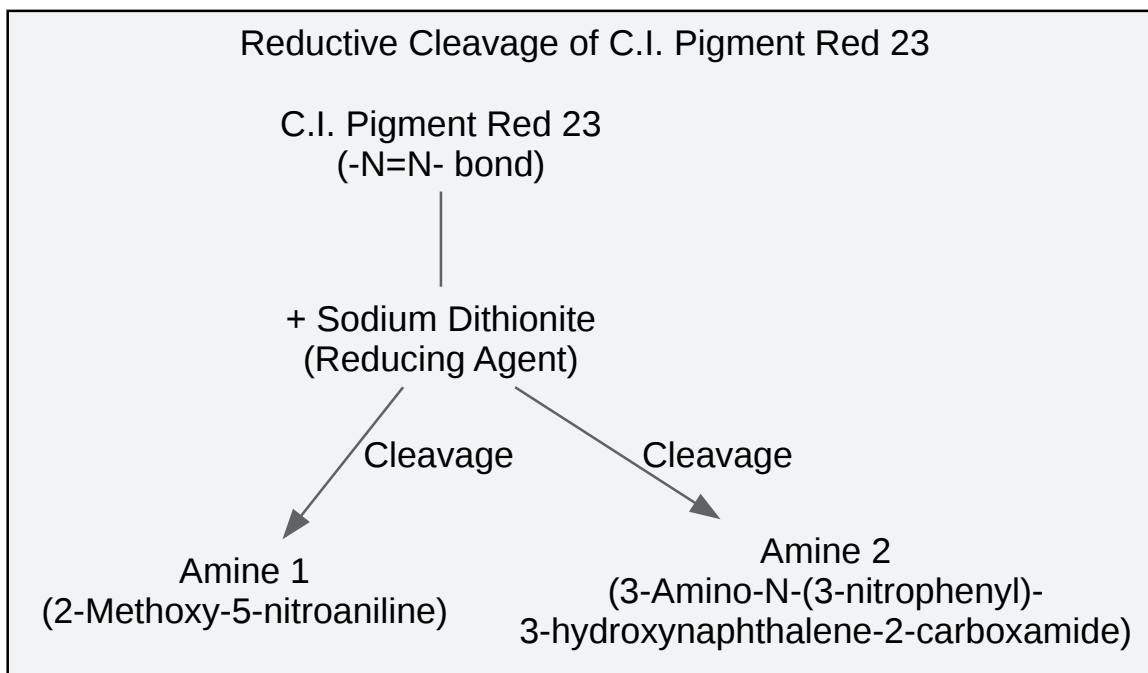 Reductive Cleavage of C.I. Pigment Red 23
C.I. Pigment Red 23
(-N=N- bond)
+ Sodium Dithionite
(Reducing Agent)
Cleavage
Cleavage
Amine 1
(2-Methoxy-5-nitroaniline)
Amine 2
(3-Amino-N-(3-nitrophenyl)-
3-hydroxynaphthalene-2-carboxamide)